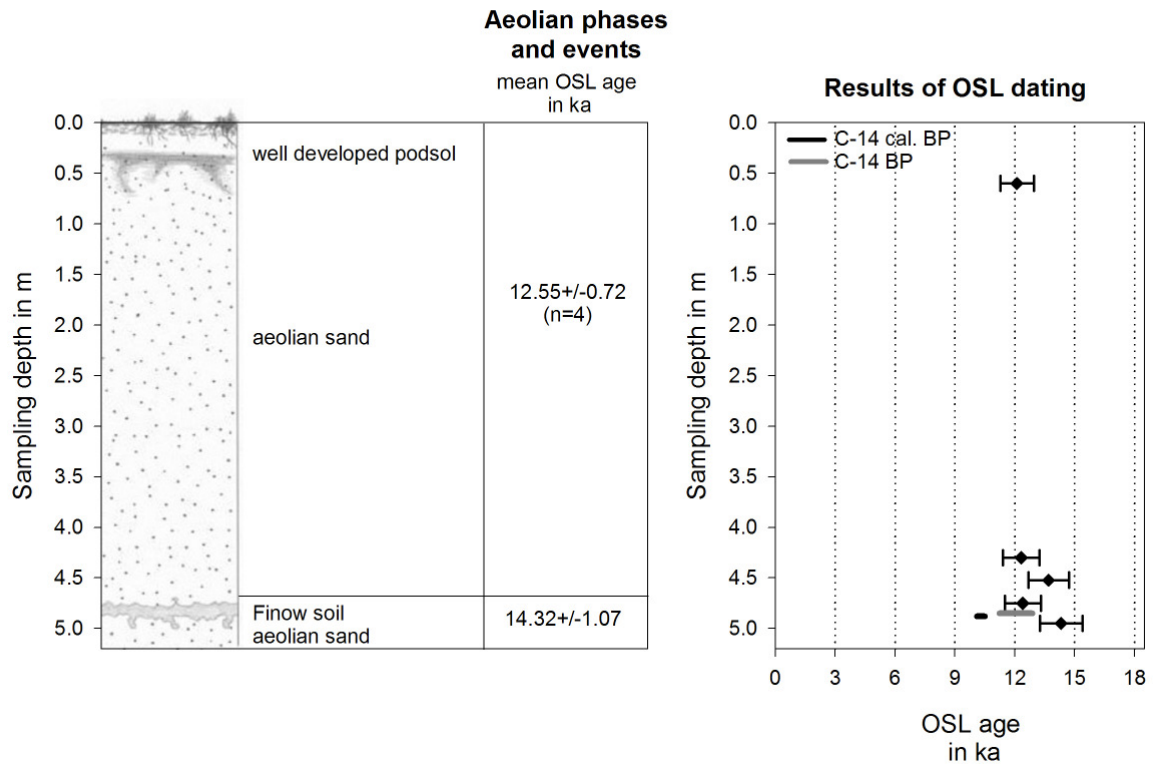 Aeolian phases
and events
mean OSL age
in ka
0.0
0.5
1.0
1.5
2.0
2.5
3.0
3.5
4.0
4.5
5.0
Sampling depth in m
well developed podsol
aeolian sand
Finow soil
aeolian sand
12.55+/-0.72
(n=4)
14.32+/-1.07
Results of OSL dating
C-14 cal. BP
C-14 BP
0.0
0.5
1.0
1.5
2.0
2.5
3.0
3.5
4.0
4.5
5.0
Sampling depth in m
0 3 6 9 12 15 18
OSL age
in ka